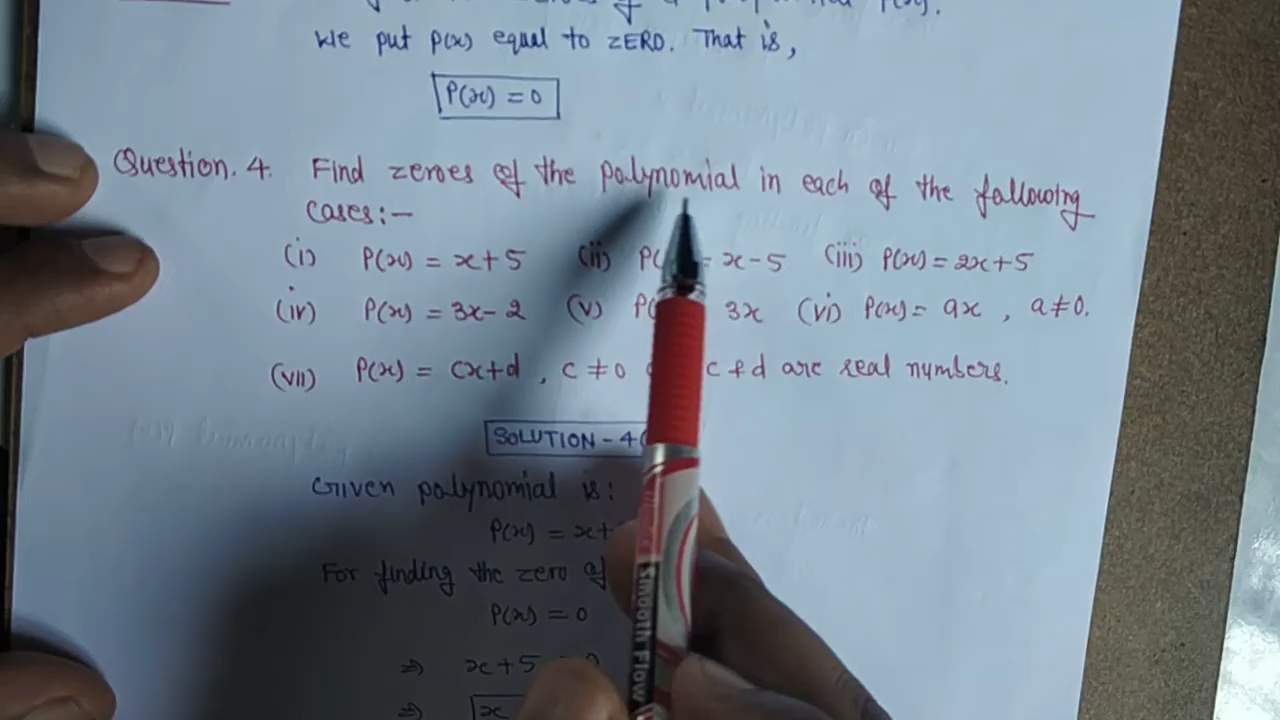 We put P(x) equal to ZERO. That is,
P(x) = 0
Question. 4. Find zeroes of the polynomial in each of the following
cases:-
(i) P(x) = x+5 (ii) P( = x-5 (iii) P(x) = 2x+5
(iv) P(x) = 3x-2 (v) P( 3x (vi) P(x) = ax, a≠0.
(vii) P(x) = cx+d, c≠0 c & d are real numbers.
SOLUTION-4(
Given polynomial is:
P(x) = x+
For finding the zero of
P(x) = 0
⇒ x+5
⇒ x
Smooth Flow